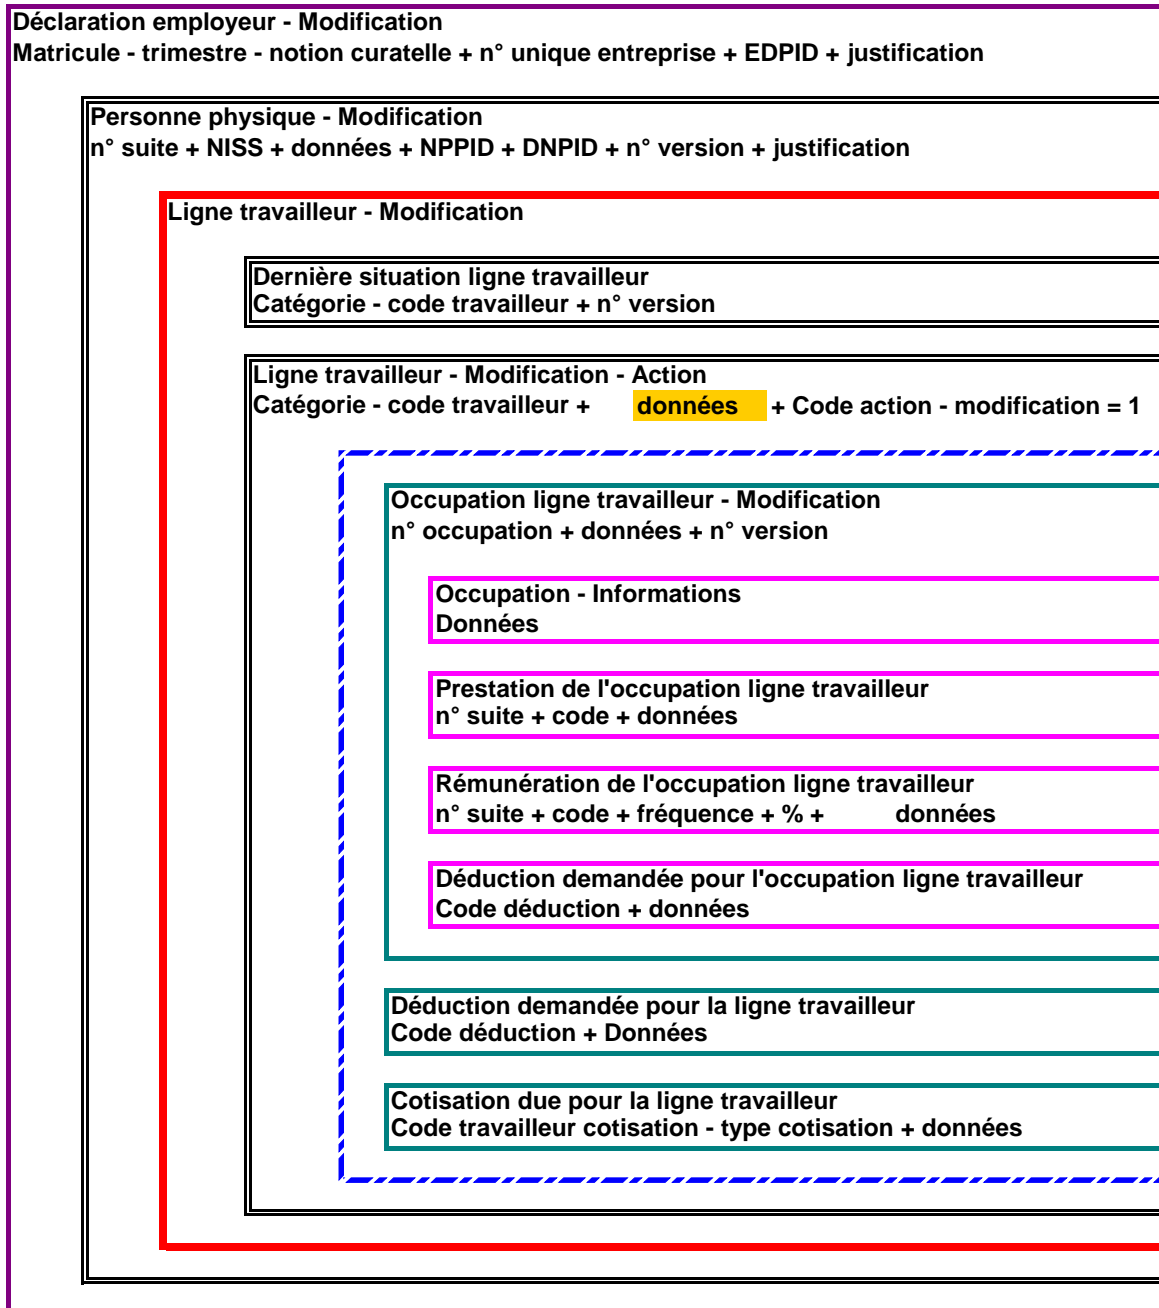 Déclaration employeur - Modification
Matricule - trimestre - notion curatelle + n° unique entreprise + EDPID + justification
Personne physique - Modification
n° suite + NISS + données + NPPID + DNPID + n° version + justification
Ligne travailleur - Modification
Dernière situation ligne travailleur
Catégorie - code travailleur + n° version
Ligne travailleur - Modification - Action
Catégorie - code travailleur + données + Code action - modification = 1
Occupation ligne travailleur - Modification
n° occupation + données + n° version
Occupation - Informations
Données
Prestation de l'occupation ligne travailleur
n° suite + code + données
Rémunération de l'occupation ligne travailleur
n° suite + code + fréquence + % + données
Déduction demandée pour l'occupation ligne travailleur
Code déduction + données
Déduction demandée pour la ligne travailleur
Code déduction + Données
Cotisation due pour la ligne travailleur
Code travailleur cotisation - type cotisation + données